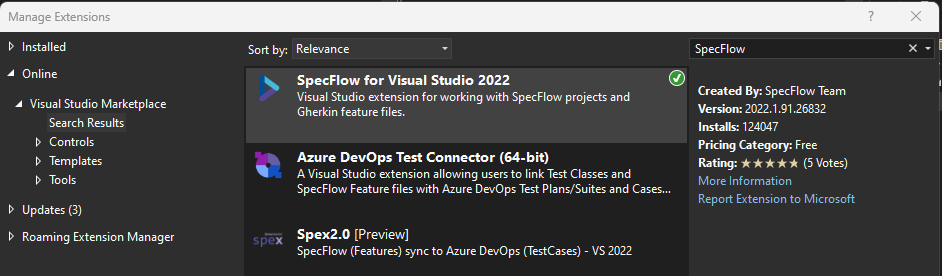 Manage Extensions
Installed
Online
Visual Studio Marketplace
Search Results
Controls
Templates
Tools
Updates (3)
Roaming Extension Manager
Sort by: Relevance
SpecFlow for Visual Studio 2022
Visual Studio extension for working with SpecFlow projects and
Gherkin feature files.
Azure DevOps Test Connector (64-bit)
A Visual Studio extension allowing users to link Test Classes and
SpecFlow Feature files with Azure DevOps Test Plans/Suites and Cases...
spex
Spex2.0 [Preview]
SpecFlow (Features) sync to Azure DevOps (TestCases) - VS 2022
SpecFlow
Created By: SpecFlow Team
Version: 2022.1.91.26832
Installs: 124047
Pricing Category: Free
Rating: ★★★★★ (5 Votes)
More Information
Report Extension to Microsoft